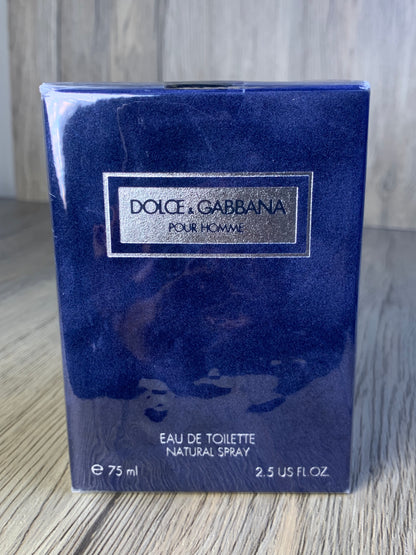 DOLCE & GABBANA
POUR HOMME
EAU DE TOILETTE
NATURAL SPRAY
℮ 75 ml 2.5 US FL OZ.